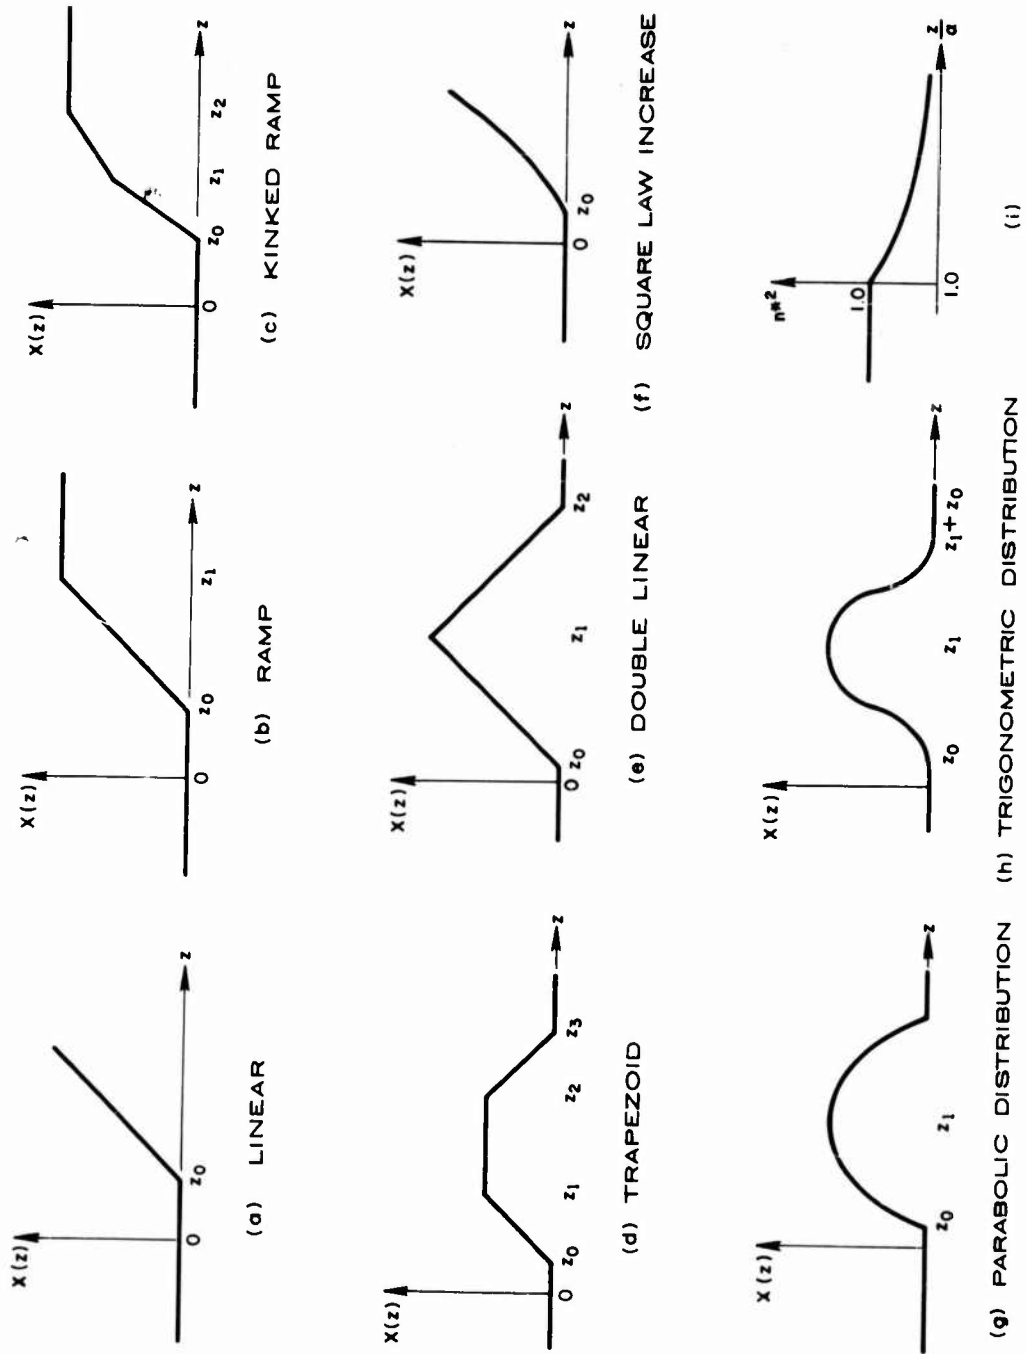 X(z)
0
z0
z
(a) LINEAR
X(z)
0
z0
z1
z
(b) RAMP
X(z)
0
z0
z1
z2
z
(c) KINKED RAMP
X(z)
0
z0
z1
z2
z3
z
(d) TRAPEZOID
X(z)
0
z0
z1
z2
z
(e) DOUBLE LINEAR
X(z)
0
z0
z
(f) SQUARE LAW INCREASE
X(z)
z0
z1
z
(g) PARABOLIC DISTRIBUTION
X(z)
z0
z1
z1+z0
z
(h) TRIGONOMETRIC DISTRIBUTION
n*2
1.0
1.0
z/a
(i)